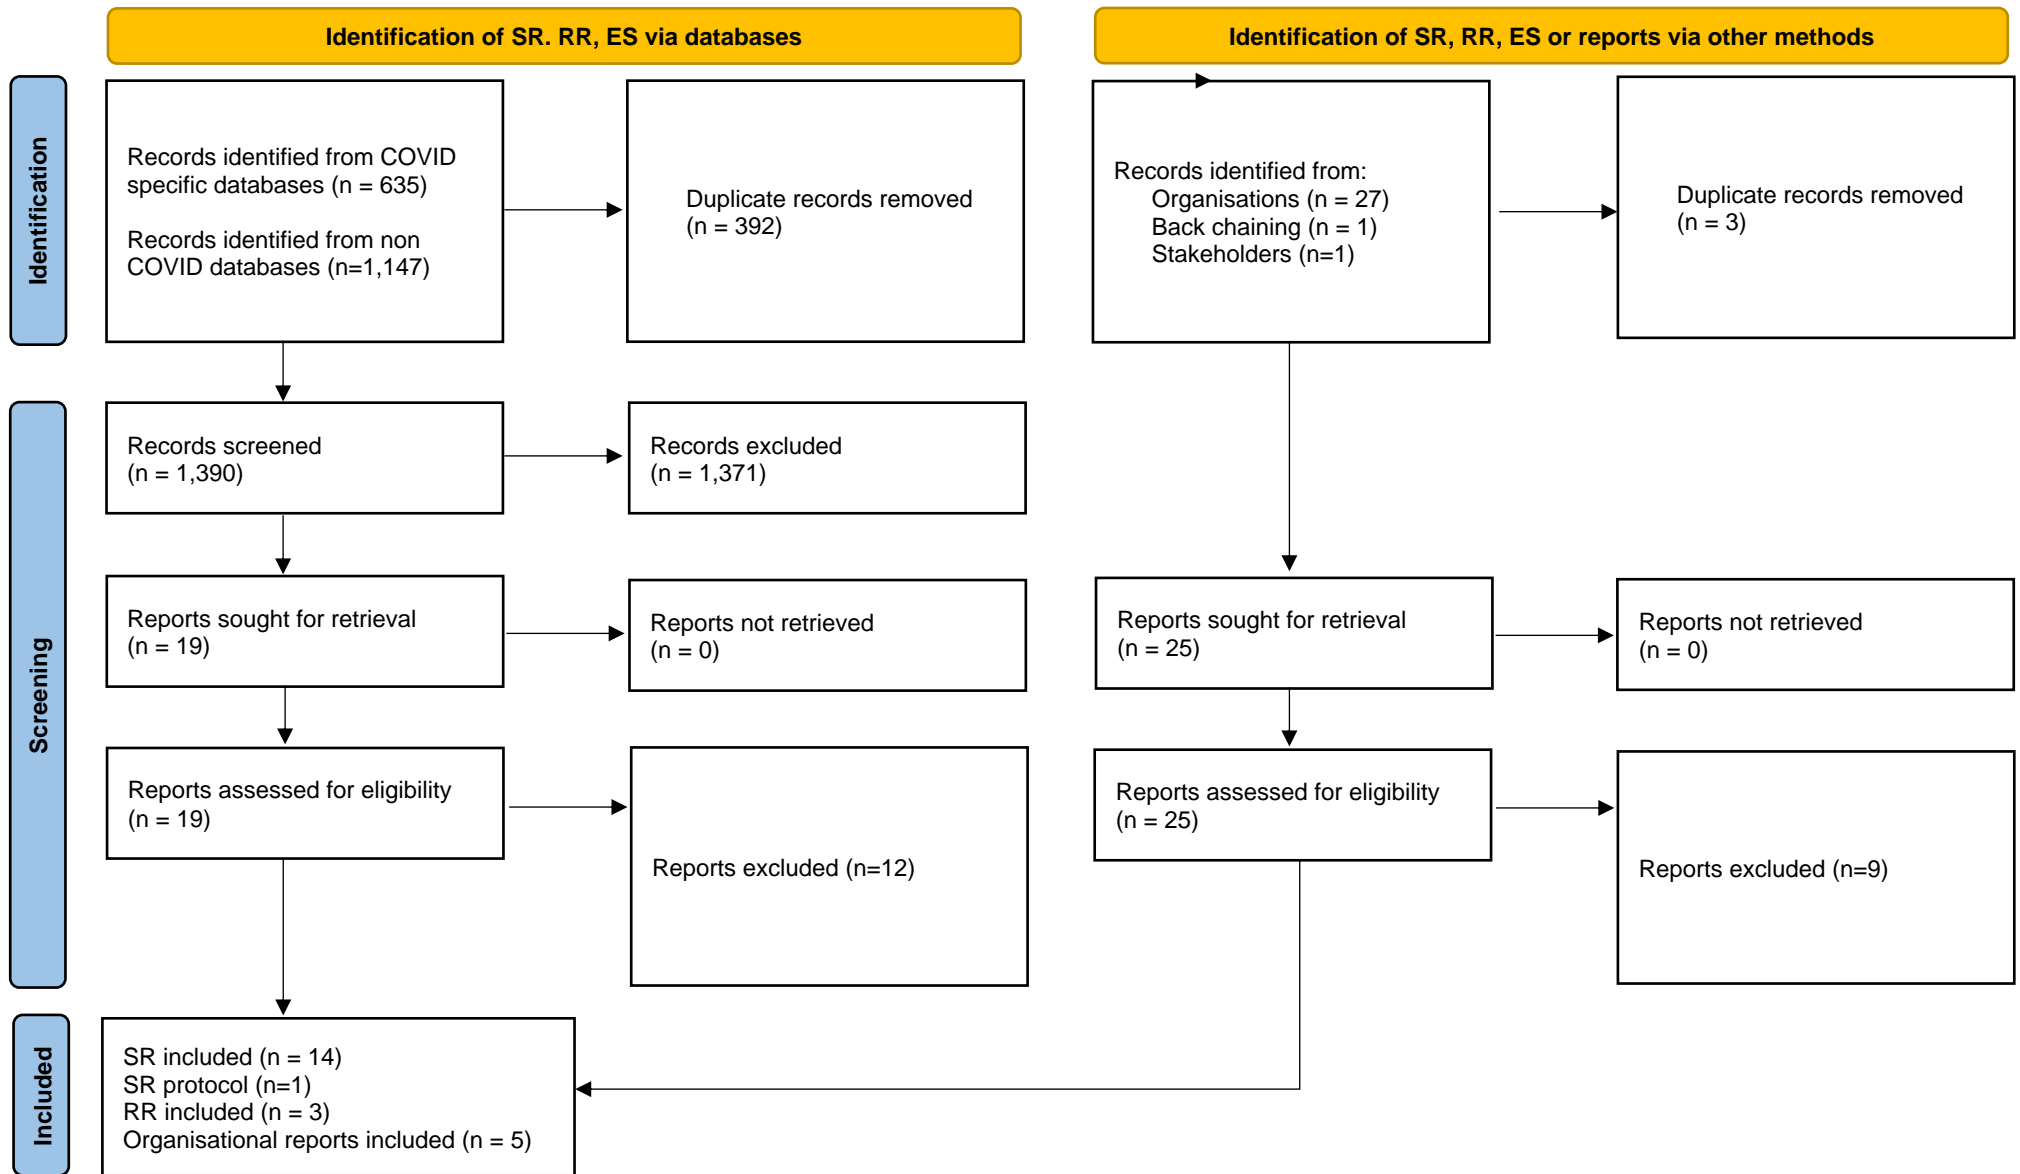 Identification of SR. RR, ES via databases
Identification of SR, RR, ES or reports via other methods
Identification
Records identified from COVID
specific databases (n = 635)
Records identified from non
COVID databases (n=1,147)
Duplicate records removed
(n = 392)
Records identified from:
Organisations (n = 27)
Back chaining (n = 1)
Stakeholders (n=1)
Duplicate records removed
(n = 3)
Screening
Records screened
(n = 1,390)
Records excluded
(n = 1,371)
Reports sought for retrieval
(n = 19)
Reports not retrieved
(n = 0)
Reports sought for retrieval
(n = 25)
Reports not retrieved
(n = 0)
Reports assessed for eligibility
(n = 19)
Reports excluded (n=12)
Reports assessed for eligibility
(n = 25)
Reports excluded (n=9)
Included
SR included (n = 14)
SR protocol (n=1)
RR included (n = 3)
Organisational reports included (n = 5)